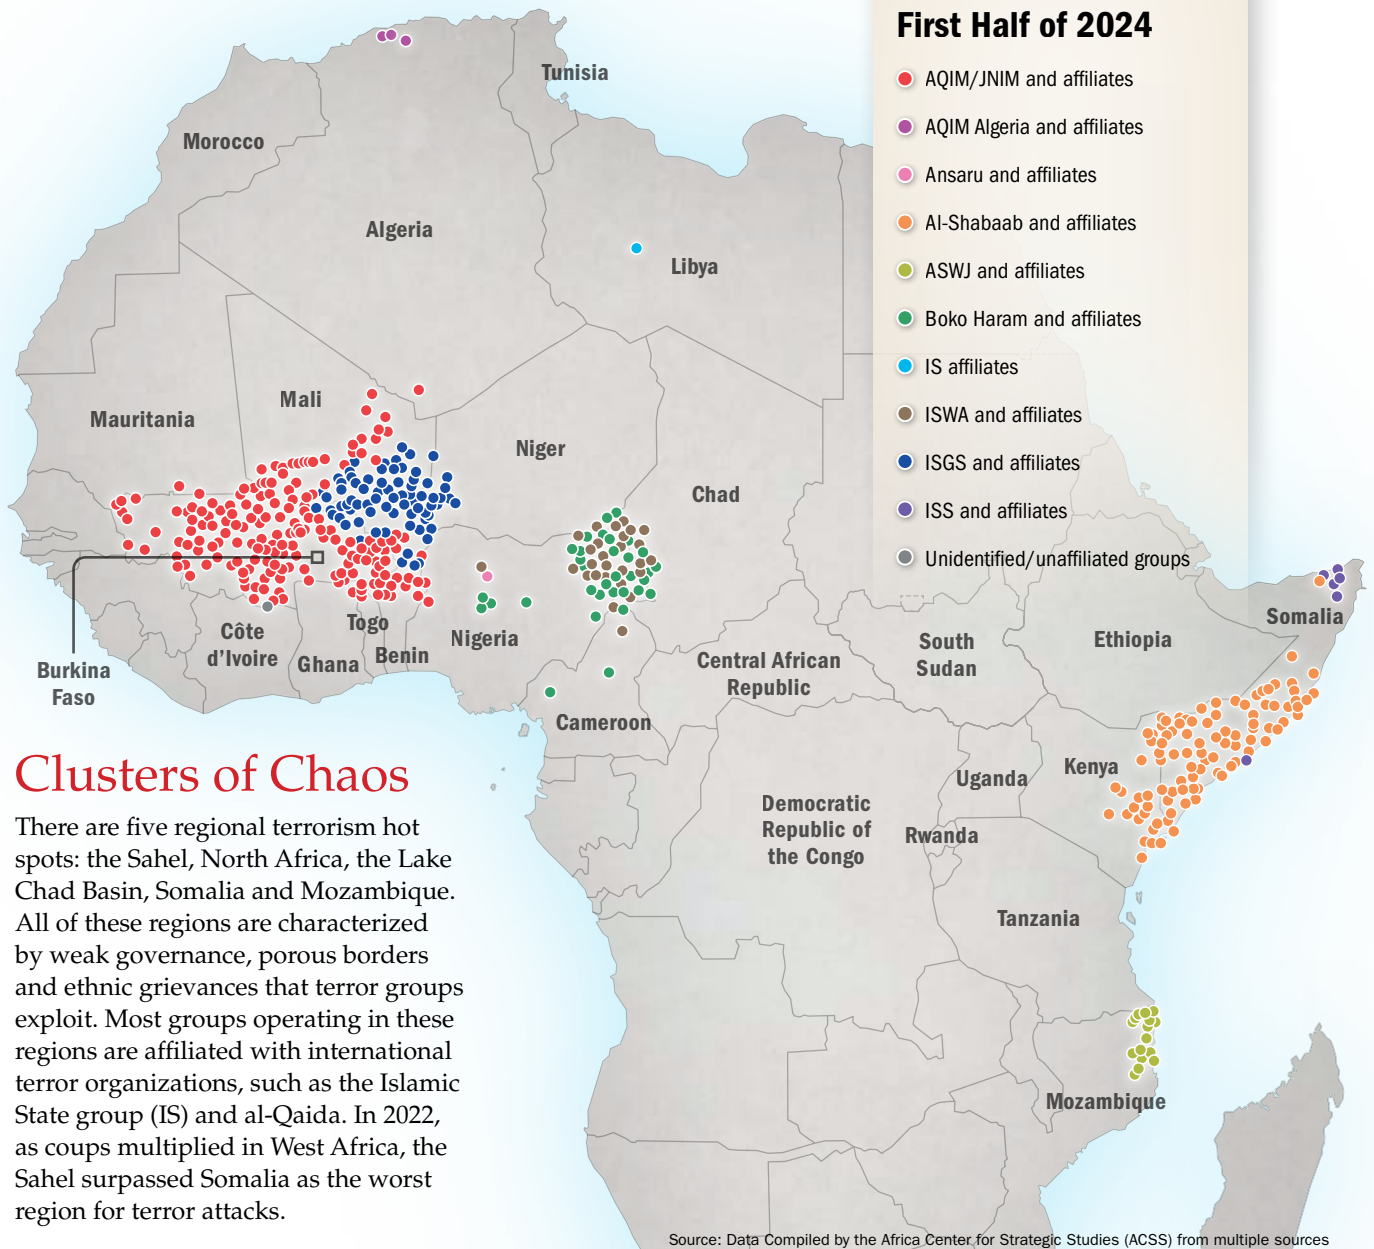 First Half of 2024
AQIM/JNIM and affiliates
AQIM Algeria and affiliates
Ansaru and affiliates
Al-Shabaab and affiliates
ASWJ and affiliates
Boko Haram and affiliates
IS affiliates
ISWA and affiliates
ISGS and affiliates
ISS and affiliates
Unidentified/unaffiliated groups
Tunisia
Morocco
Algeria
Libya
Mali
Mauritania
Niger
Chad
Burkina
Faso
Côte
d'Ivoire
Ghana
Togo
Benin
Nigeria
Cameroon
Central African
Republic
South
Sudan
Ethiopia
Somalia
Kenya
Uganda
Rwanda
Democratic
Republic of
the Congo
Tanzania
Mozambique
Clusters of Chaos
There are five regional terrorism hot
spots: the Sahel, North Africa, the Lake
Chad Basin, Somalia and Mozambique.
All of these regions are characterized
by weak governance, porous borders
and ethnic grievances that terror groups
exploit. Most groups operating in these
regions are affiliated with international
terror organizations, such as the Islamic
State group (IS) and al-Qaida. In 2022,
as coups multiplied in West Africa, the
Sahel surpassed Somalia as the worst
region for terror attacks.
Source: Data Compiled by the Africa Center for Strategic Studies (ACSS) from multiple sources